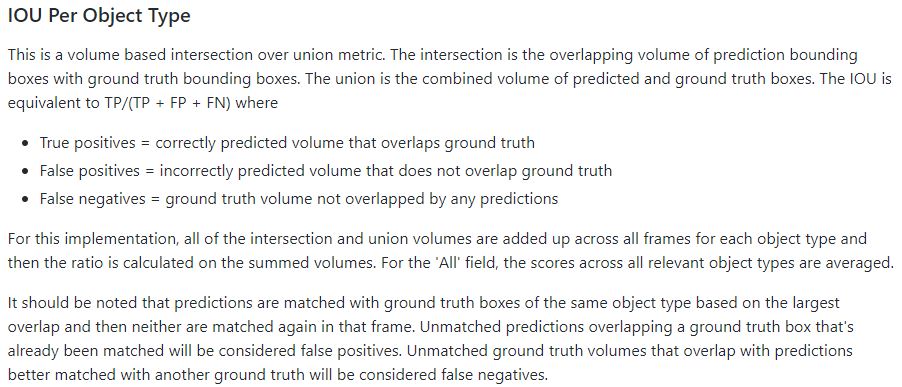 IOU Per Object Type
This is a volume based intersection over union metric. The intersection is the overlapping volume of prediction bounding
boxes with ground truth bounding boxes. The union is the combined volume of predicted and ground truth boxes. The IOU is
equivalent to TP/(TP + FP + FN) where
• True positives = correctly predicted volume that overlaps ground truth
• False positives = incorrectly predicted volume that does not overlap ground truth
• False negatives = ground truth volume not overlapped by any predictions
For this implementation, all of the intersection and union volumes are added up across all frames for each object type and
then the ratio is calculated on the summed volumes. For the 'All' field, the scores across all relevant object types are averaged.
It should be noted that predictions are matched with ground truth boxes of the same object type based on the largest
overlap and then neither are matched again in that frame. Unmatched predictions overlapping a ground truth box that's
already been matched will be considered false positives. Unmatched ground truth volumes that overlap with predictions
better matched with another ground truth will be considered false negatives.